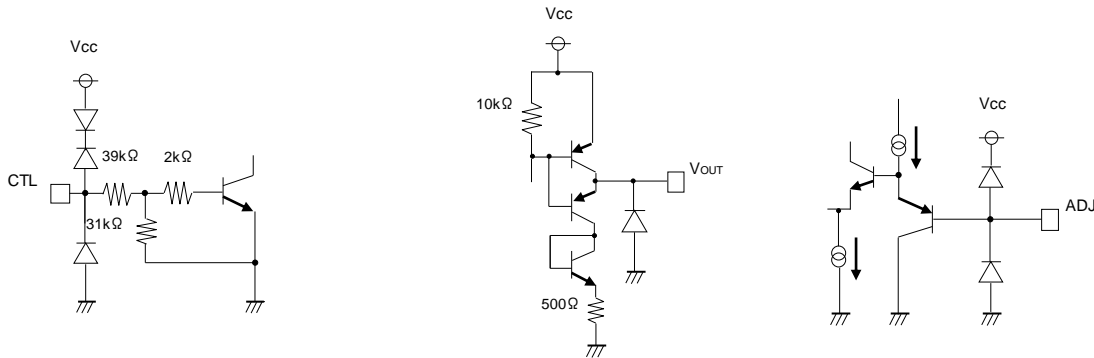 Vcc
39kΩ
2kΩ
CTL
31kΩ
Vcc
10kΩ
VOUT
500Ω
Vcc
ADJ